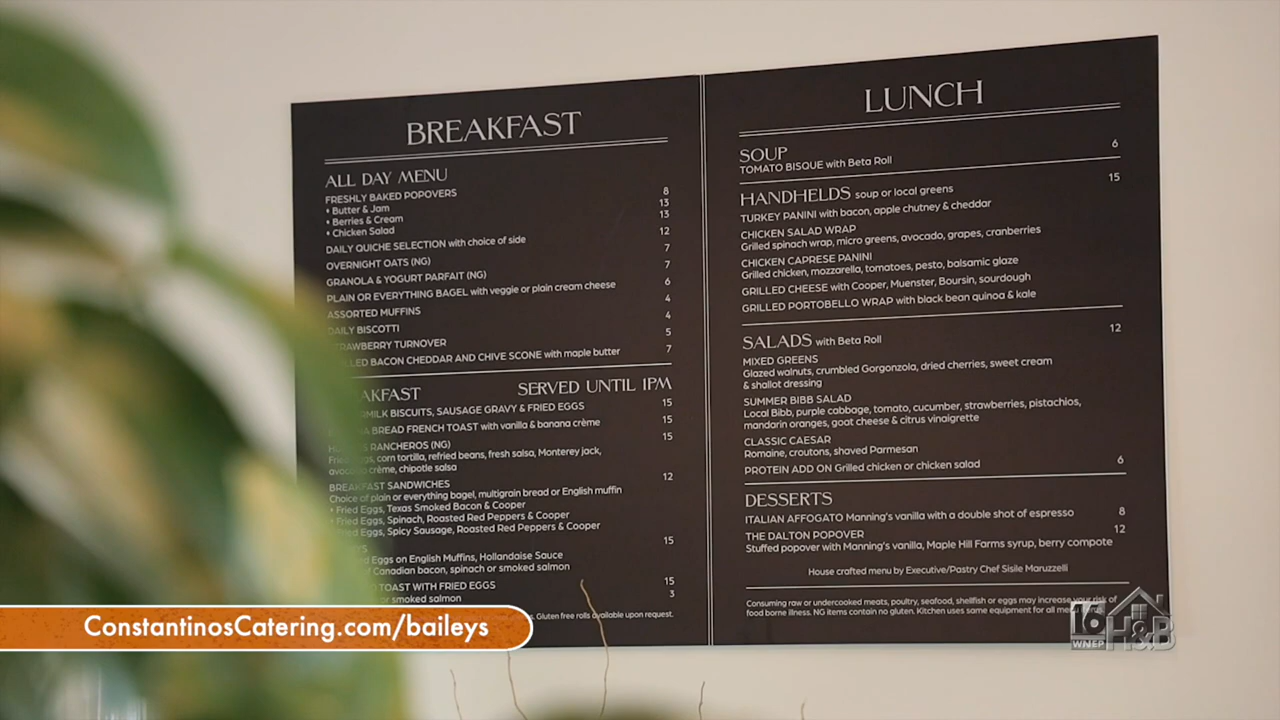 BREAKFAST
ALL DAY MENU
FRESHLY BAKED POPOVERS 8
• Butter & Jam 13
• Berries & Cream 13
• Chicken Salad
DAILY QUICHE SELECTION with choice of side 12
OVERNIGHT OATS (NG) 7
GRANOLA & YOGURT PARFAIT (NG) 7
PLAIN OR EVERYTHING BAGEL with veggie or plain cream cheese 6
ASSORTED MUFFINS 4
DAILY BISCOTTI 4
STRAWBERRY TURNOVER 5
BACON CHEDDAR AND CHIVE SCONE with maple butter 7
SERVED UNTIL 1PM
BISCUITS, SAUSAGE GRAVY & FRIED EGGS 15
BREAD FRENCH TOAST with vanilla & banana crème 15
RANCHEROS (NG) 15
Fried Eggs, corn tortilla, refried beans, fresh salsa, Monterey jack,
avocado crème, chipotle salsa
BREAKFAST SANDWICHES 12
Choice of plain or everything bagel, multigrain bread or English muffin
• Fried Eggs, Texas Smoked Bacon & Cooper
• Fried Eggs, Spinach, Roasted Red Peppers & Cooper
Fried Eggs, Spicy Sausage, Roasted Red Peppers & Cooper
15
Eggs on English Muffins, Hollandaise Sauce
Canadian bacon, spinach or smoked salmon
TOAST WITH FRIED EGGS 15
or smoked salmon 3
Gluten free rolls available upon request.
LUNCH
SOUP 6
TOMATO BISQUE with Beta Roll
HANDHELDS soup or local greens 15
TURKEY PANINI with bacon, apple chutney & cheddar
CHICKEN SALAD WRAP
Grilled spinach wrap, micro greens, avocado, grapes, cranberries
CHICKEN CAPRESE PANINI
Grilled chicken, mozzarella, tomatoes, pesto, balsamic glaze
GRILLED CHEESE with Cooper, Muenster, Boursin, sourdough
GRILLED PORTOBELLO WRAP with black bean quinoa & kale
SALADS with Beta Roll 12
MIXED GREENS
Glazed walnuts, crumbled Gorgonzola, dried cherries, sweet cream
& shallot dressing
SUMMER BIBB SALAD
Local Bibb, purple cabbage, tomato, cucumber, strawberries, pistachios,
mandarin oranges, goat cheese & citrus vinaigrette
CLASSIC CAESAR
Romaine, croutons, shaved Parmesan
PROTEIN ADD ON Grilled chicken or chicken salad 6
DESSERTS
ITALIAN AFFOGATO Manning's vanilla with a double shot of espresso 8
THE DALTON POPOVER 12
Stuffed popover with Manning's vanilla, Maple Hill Farms syrup, berry compote
House crafted menu by Executive/Pastry Chef Sisile Maruzzelli
Consuming raw or undercooked meats, poultry, seafood, shellfish or eggs may increase your risk of
food borne illness. NG items contain no gluten. Kitchen uses same equipment for all
ConstantinosCatering.com/baileys
16 H&B
WNEP